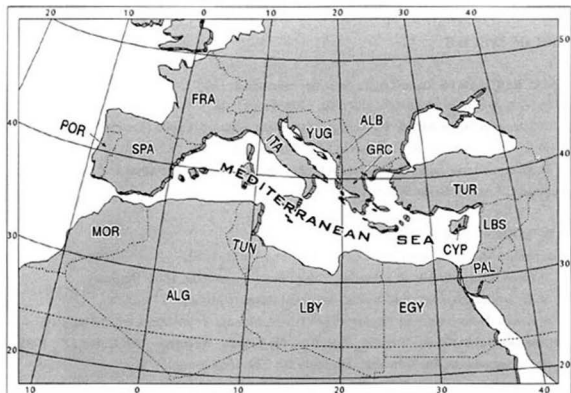 10 0 10 20 30 40
50
FRA
ALB
YUG
40
POR
SPA
ITA
GRC
40
TUR
MEDITERRANEAN SEA
MOR
TUN
CYP
LBS
30
PAL
30
ALG
LBY
EGY
20
20
10 0 10 20 30 40